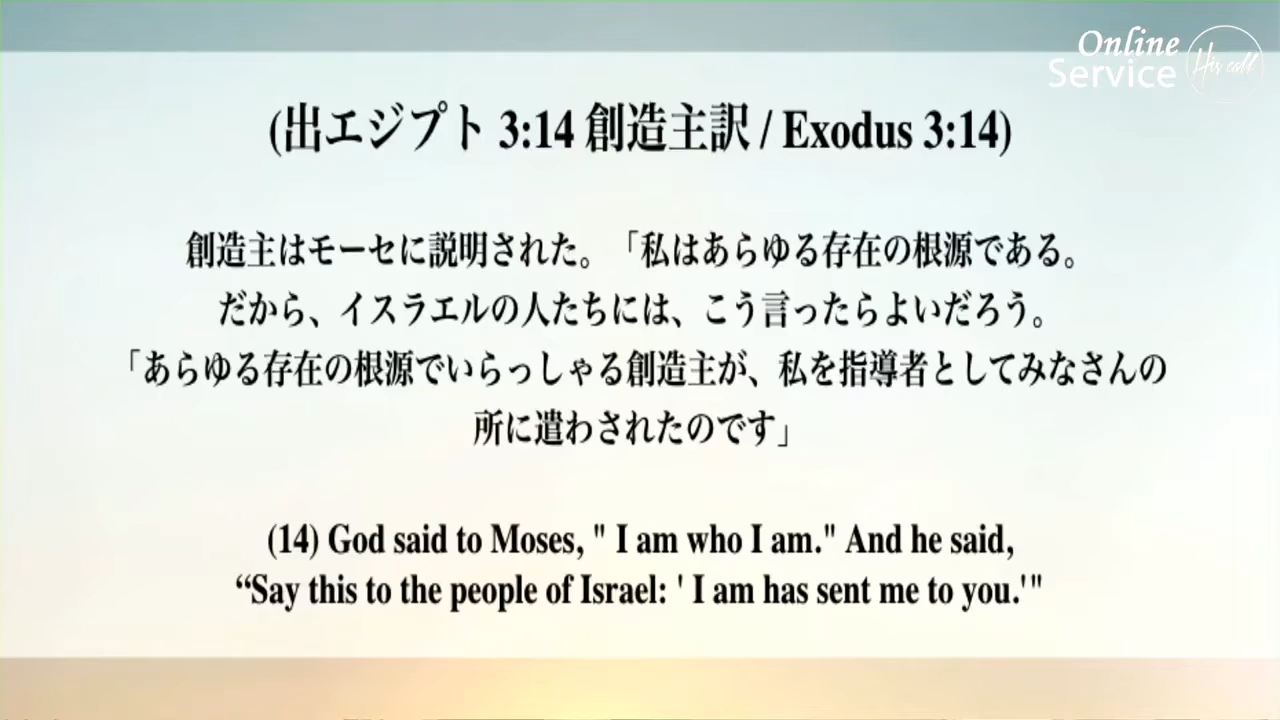 Online
Service
His call
(出エジプト 3:14 創造主訳 / Exodus 3:14)
創造主はモーセに説明された。「私はあらゆる存在の根源である。
だから、イスラエルの人たちには、こう言ったらよいだろう。
「あらゆる存在の根源でいらっしゃる創造主が、私を指導者としてみなさんの
所に遣わされたのです」
(14) God said to Moses, " I am who I am." And he said,
“Say this to the people of Israel: ' I am has sent me to you.'"